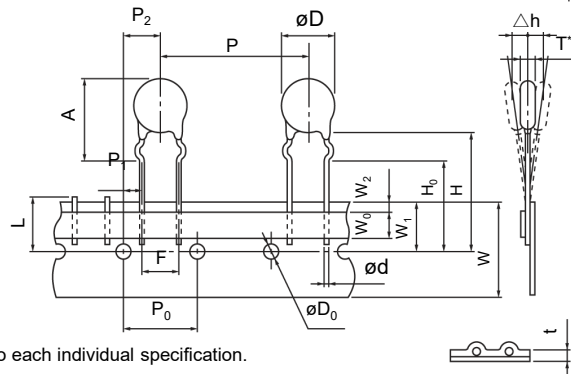 P2
øD
△h
P
T*
A
P1
L
W2
W0
W1
H0
H
W
F
ød
P0
øD0
t
o each individual specification.